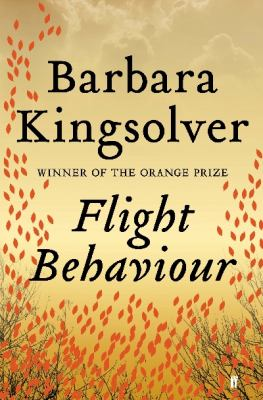 Barbara
Kingsolver
WINNER OF THE ORANGE PRIZE
Flight
Behaviour
ff